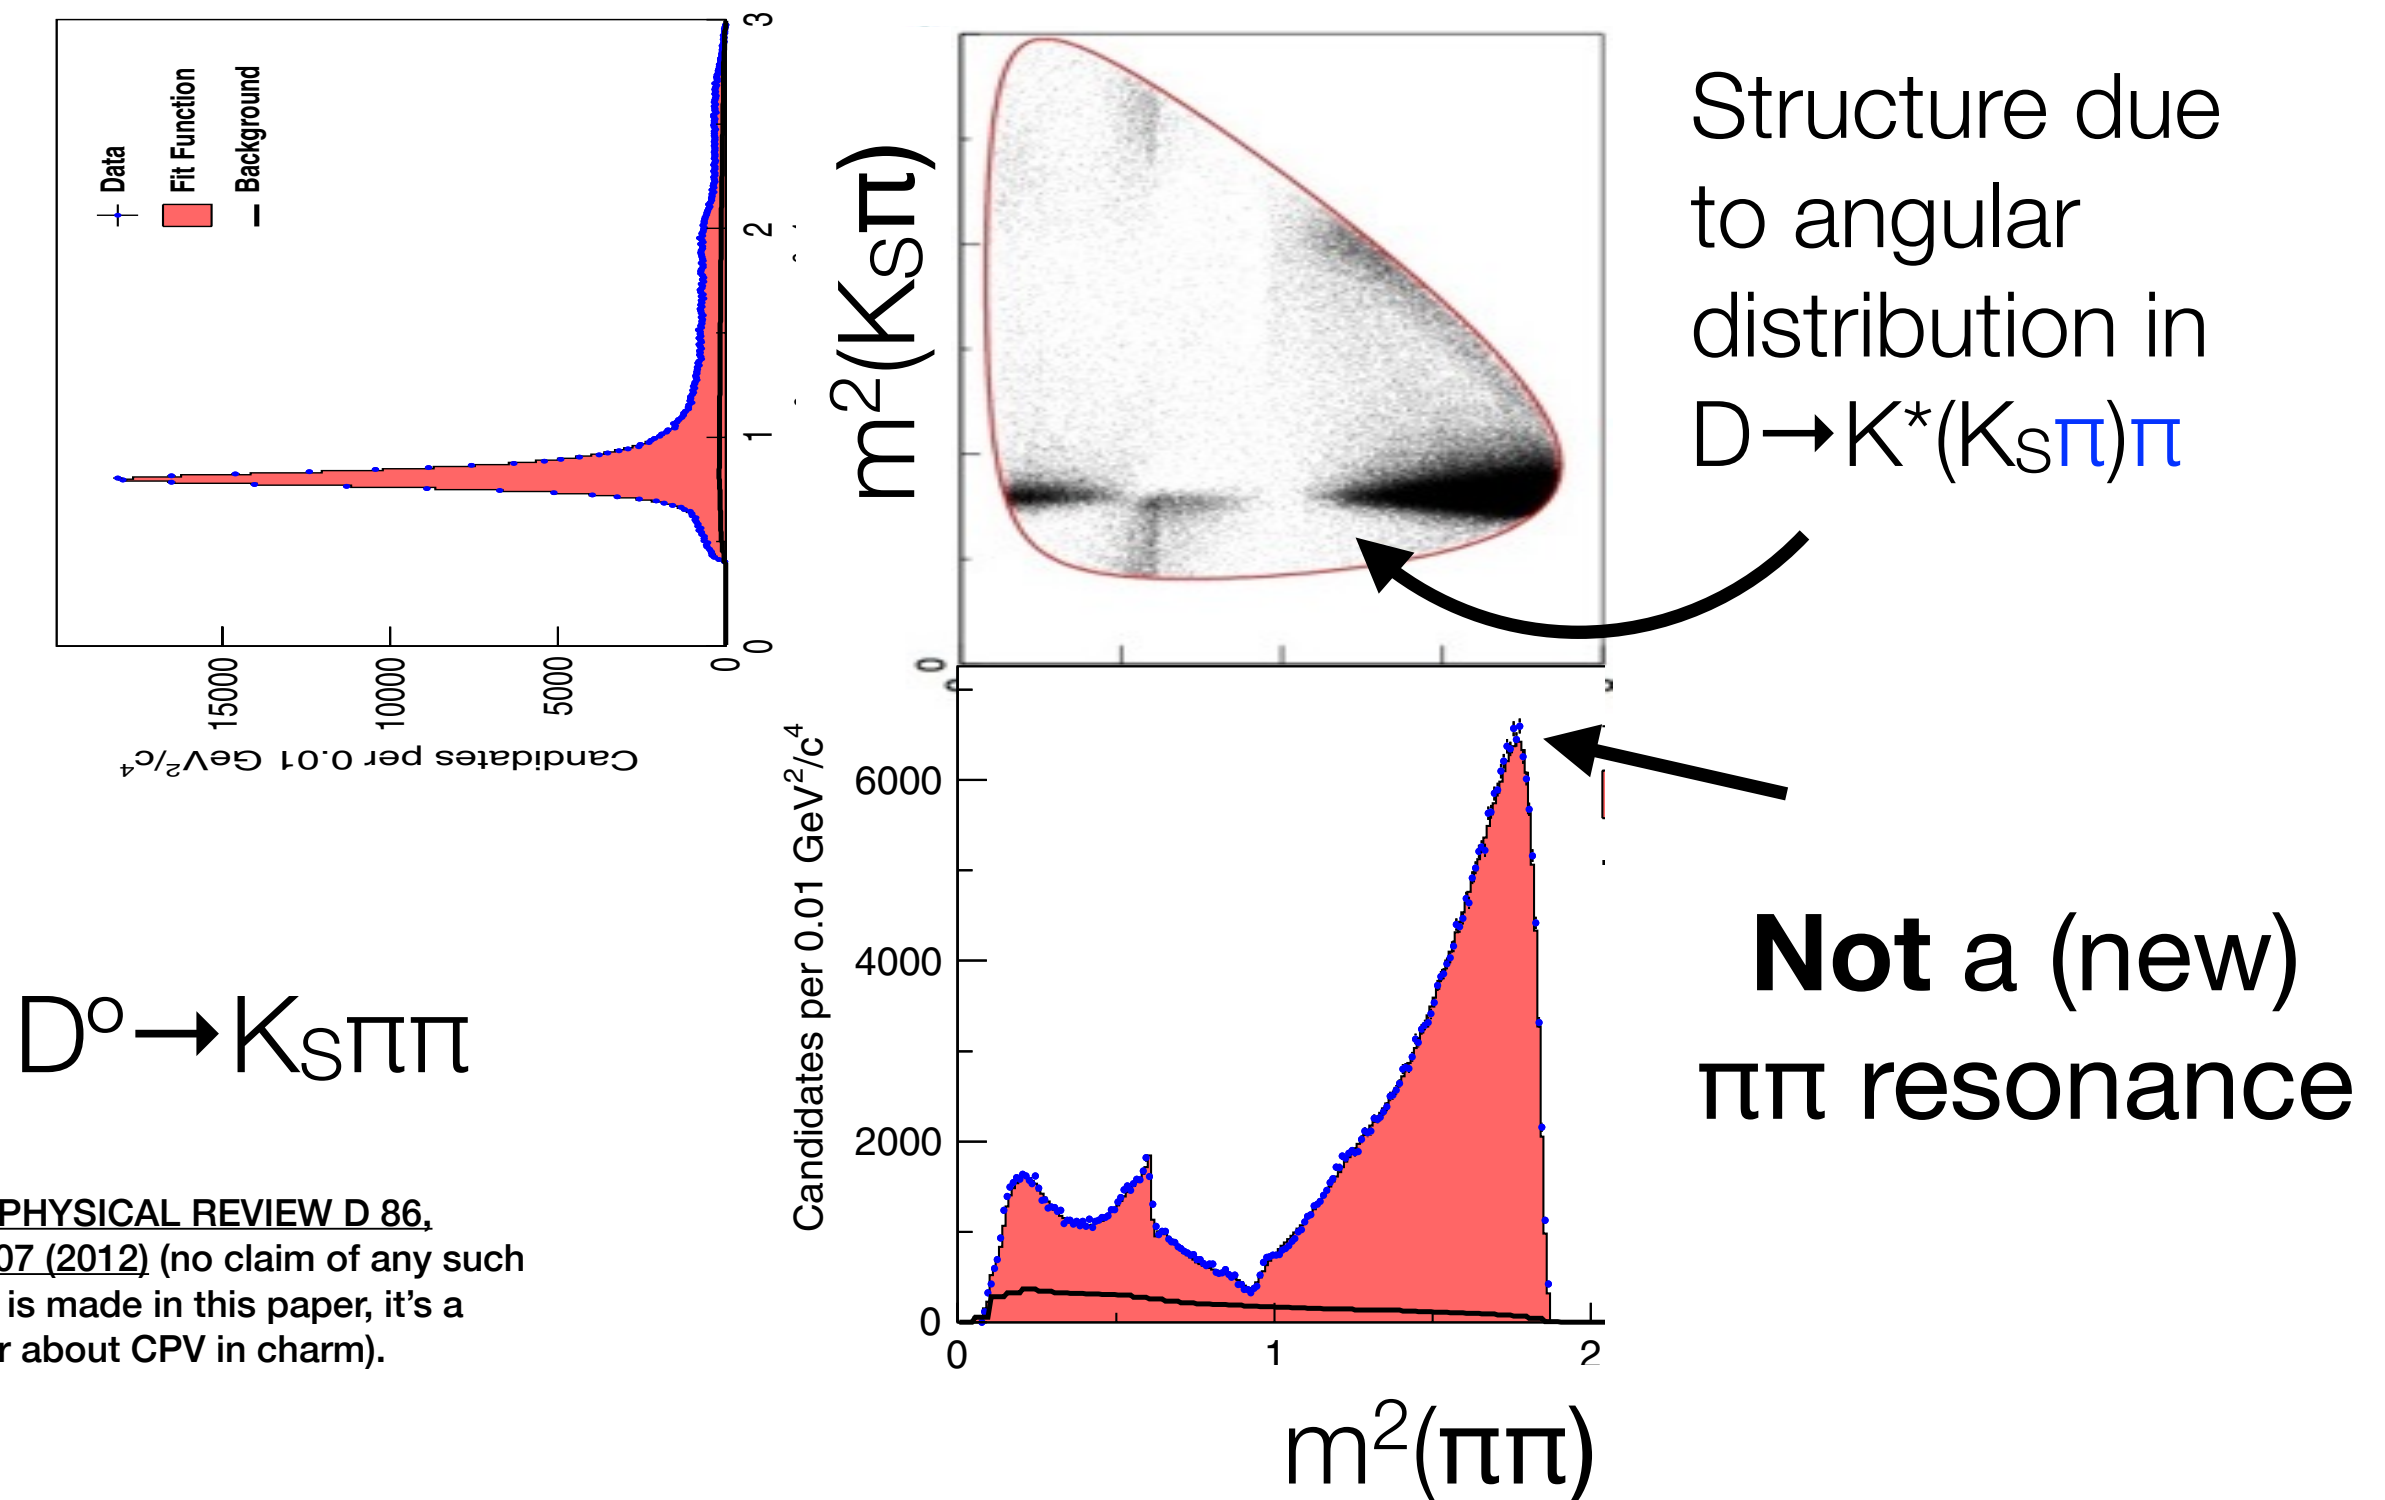 Data
Fit Function
Background
3
2
1
0
15000
10000
5000
0
Candidates per 0.01 GeV²/c⁴
m²(Ksπ)
0
Structure due
to angular
distribution in
D→K*(Ksπ)π
Candidates per 0.01 GeV²/c⁴
6000
4000
2000
0
0
1
2
m²(ππ)
Not a (new)
ππ resonance
D⁰→Ksππ
PHYSICAL REVIEW D 86,
07 (2012) (no claim of any such
is made in this paper, it's a
r about CPV in charm).